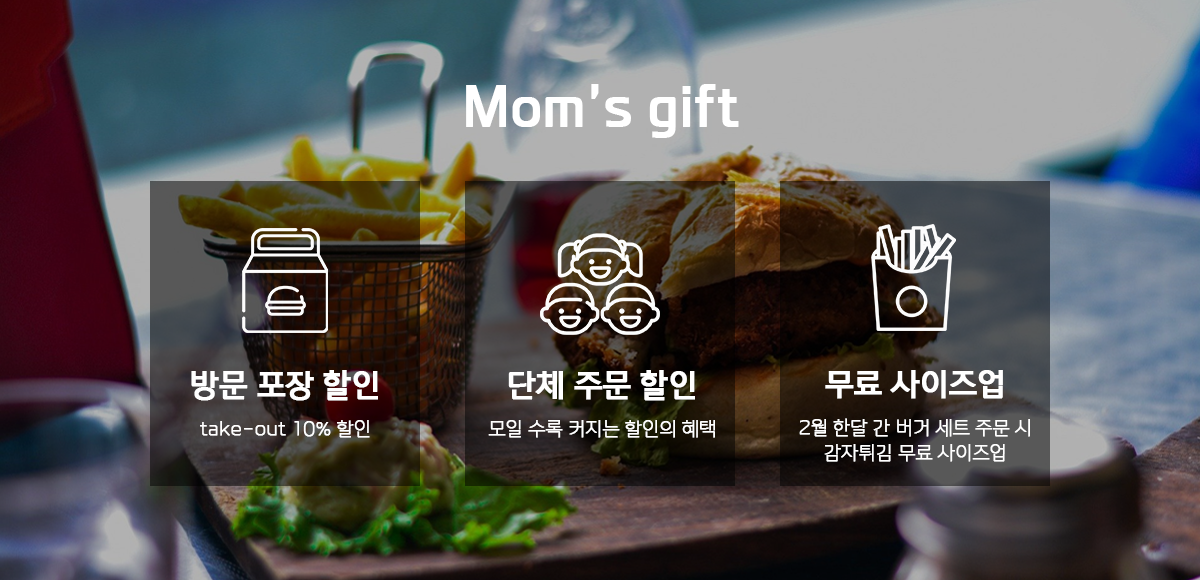 Mom's gift
방문 포장 할인
take-out 10% 할인
단체 주문 할인
모일 수록 커지는 할인의 혜택
무료 사이즈업
2월 한달 간 버거 세트 주문 시
감자튀김 무료 사이즈업